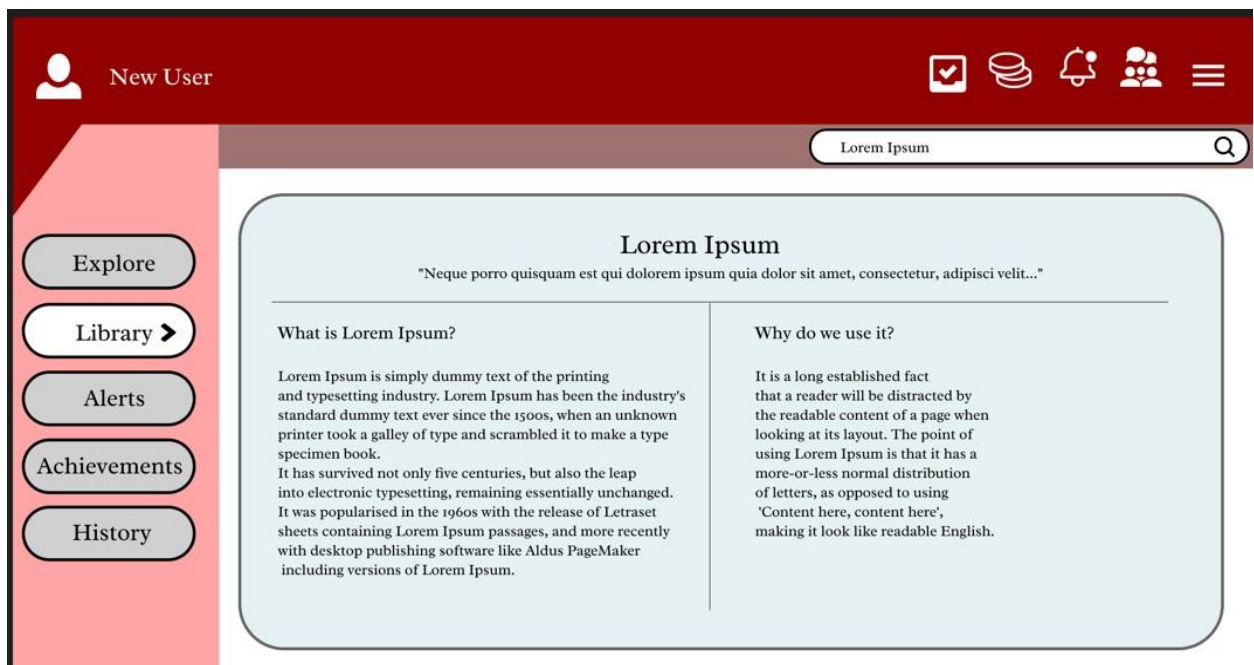 New User
Lorem Ipsum
Explore
Library
Alerts
Achievements
History
Lorem Ipsum
"Neque porro quisquam est qui dolorem ipsum quia dolor sit amet, consectetur, adipisci velit..."
What is Lorem Ipsum?
Lorem Ipsum is simply dummy text of the printing
and typesetting industry. Lorem Ipsum has been the industry's
standard dummy text ever since the 1500s, when an unknown
printer took a galley of type and scrambled it to make a type
specimen book.
It has survived not only five centuries, but also the leap
into electronic typesetting, remaining essentially unchanged.
It was popularised in the 1960s with the release of Letraset
sheets containing Lorem Ipsum passages, and more recently
with desktop publishing software like Aldus PageMaker
including versions of Lorem Ipsum.
Why do we use it?
It is a long established fact
that a reader will be distracted by
the readable content of a page when
looking at its layout. The point of
using Lorem Ipsum is that it has a
more-or-less normal distribution
of letters, as opposed to using
'Content here, content here',
making it look like readable English.